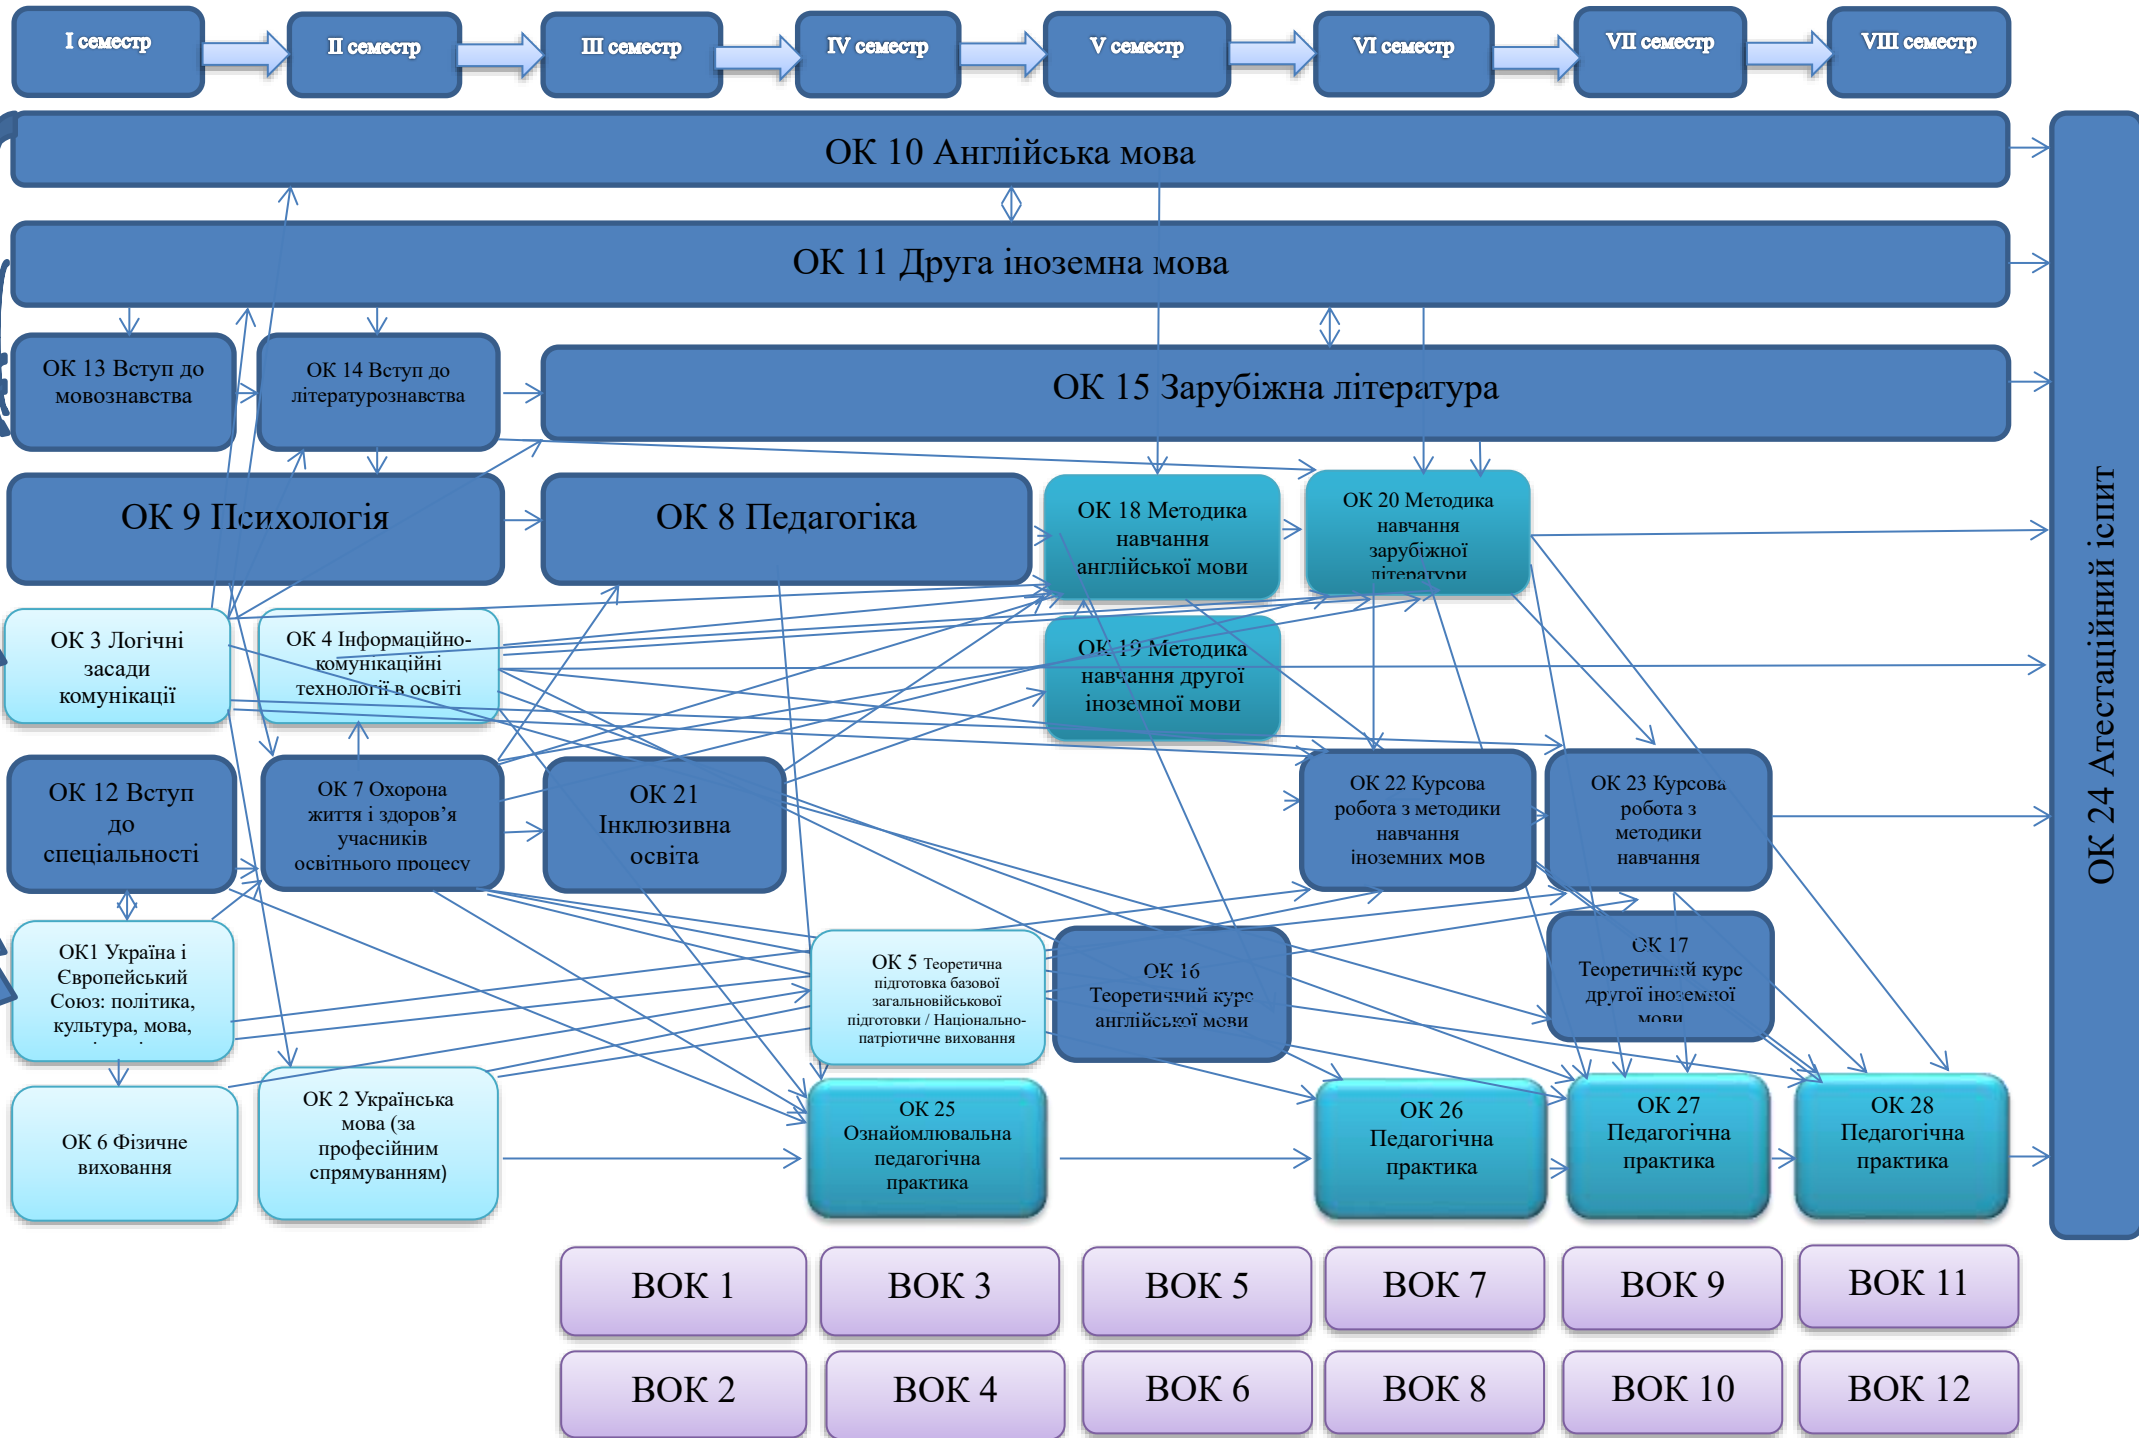 I семестр
II семестр
III семестр
IV семестр
V семестр
VI семестр
VII семестр
VIII семестр
ОК 10 Англійська мова
ОК 11 Друга іноземна мова
ОК 13 Вступ до
мовознавства
ОК 14 Вступ до
літературознавства
ОК 15 Зарубіжна література
ОК 9 Психологія
ОК 8 Педагогіка
ОК 18 Методика
навчання
англійської мови
ОК 20 Методика
навчання
зарубіжної
літератури
ОК 3 Логічні
засади
комунікації
ОК 4 Інформаційно-
комунікаційні
технології в освіті
ОК 19 Методика
навчання другої
іноземної мови
ОК 12 Вступ
до
спеціальності
ОК 7 Охорона
життя і здоров’я
учасників
освітнього процесу
ОК 21
Інклюзивна
освіта
ОК 22 Курсова
робота з методики
навчання
іноземних мов
ОК 23 Курсова
робота з
методики
навчання
ОК1 Україна і
Європейський
Союз: політика,
культура, мова,
ОК 5 Теоретична
підготовка базової
загальновійськової
підготовки / Національно-
патріотичне виховання
ОК 16
Теоретичний курс
англійської мови
ОК 17
Теоретичний курс
другої іноземної
мови
ОК 6 Фізичне
виховання
ОК 2 Українська
мова (за
професійним
спрямуванням)
ОК 25
Ознайомлювальна
педагогічна
практика
ОК 26
Педагогічна
практика
ОК 27
Педагогічна
практика
ОК 28
Педагогічна
практика
ОК 24 Атестаційний іспит
ВОК 1
ВОК 3
ВОК 5
ВОК 7
ВОК 9
ВОК 11
ВОК 2
ВОК 4
ВОК 6
ВОК 8
ВОК 10
ВОК 12